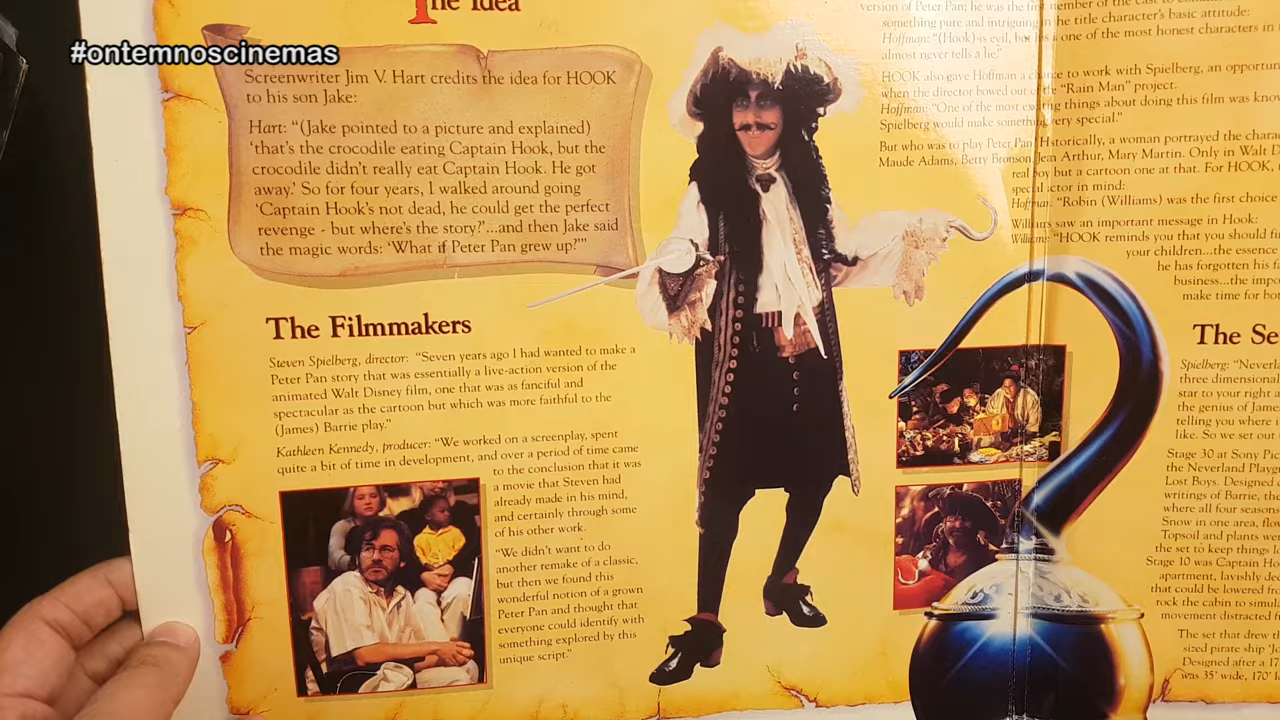 The Idea
#ontemnoscinemas
Screenwriter Jim V. Hart credits the idea for HOOK
to his son Jake:
Hart: “(Jake pointed to a picture and explained)
‘that's the crocodile eating Captain Hook, but the
crocodile didn't really eat Captain Hook. He got
away.’ So for four years, I walked around going
‘Captain Hook's not dead, he could get the perfect
revenge - but where's the story?’...and then Jake said
the magic words: ‘What if Peter Pan grew up?’”
The Filmmakers
Steven Spielberg, director: “Seven years ago I had wanted to make a
Peter Pan story that was essentially a live-action version of the
animated Walt Disney film, one that was as fanciful and
spectacular as the cartoon but which was more faithful to the
(James) Barrie play.”
Kathleen Kennedy, producer: “We worked on a screenplay, spent
quite a bit of time in development, and over a period of time came
to the conclusion that it was
a movie that Steven had
already made in his mind,
and certainly through some
of his other work.
“We didn't want to do
another remake of a classic,
but then we found this
wonderful notion of a grown
Peter Pan and thought that
everyone could identify with
something explored by this
unique script.”
version of Peter Pan; he was the first member of the cast to
something pure and intriguing in the title character's basic attitude:
Hoffman: “(Hook) is evil, but one of the most honest characters in
almost never tells a lie.”
HOOK also gave Hoffman a chance to work with Spielberg, an
when the director bowed out of the “Rain Man” project.
Hoffman: “One of the most exciting things about doing this film was
Spielberg would make something very special.”
But who was to play Peter Pan? Historically, a woman portrayed the
Maude Adams, Betty Bronson, Jean Arthur, Mary Martin. Only in Walt
real boy but a cartoon one at that. For HOOK,
special actor in mind:
Hoffman: “Robin (Williams) was the first choice
Williams saw an important message in Hook:
Williams: “HOOK reminds you that you should
your children...the essence
he has forgotten his
business...the
make time for
The
Spielberg:
three dimensional
star to your right
the genius of
telling you where
like. So we set out
Stage 30 at Sony
the Neverland
Lost Boys. Designed
writings of Barrie,
where all four seasons
Snow in one area,
Topsoil and plants
the set to keep things
Stage 10 was Captain
apartment, lavishly
that could be lowered
rock the cabin to
movement distracted
The set that drew
sized pirate ship
Designed after a
was 35' wide, 170'